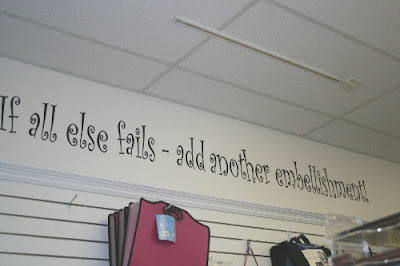 If all else fails - add another embellishment!